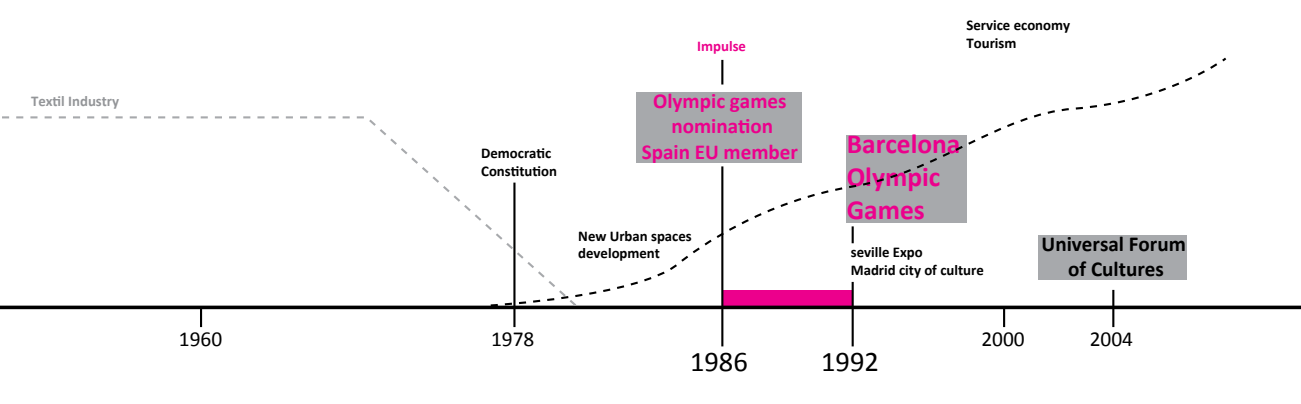 Service economy
Tourism
Impulse
Textil Industry
Olympic games
nomination
Spain EU member
Democratic
Constitution
Barcelona
Olympic
Games
New Urban spaces
development
seville Expo
Madrid city of culture
Universal Forum
of Cultures
1960
1978
1986
1992
2000
2004